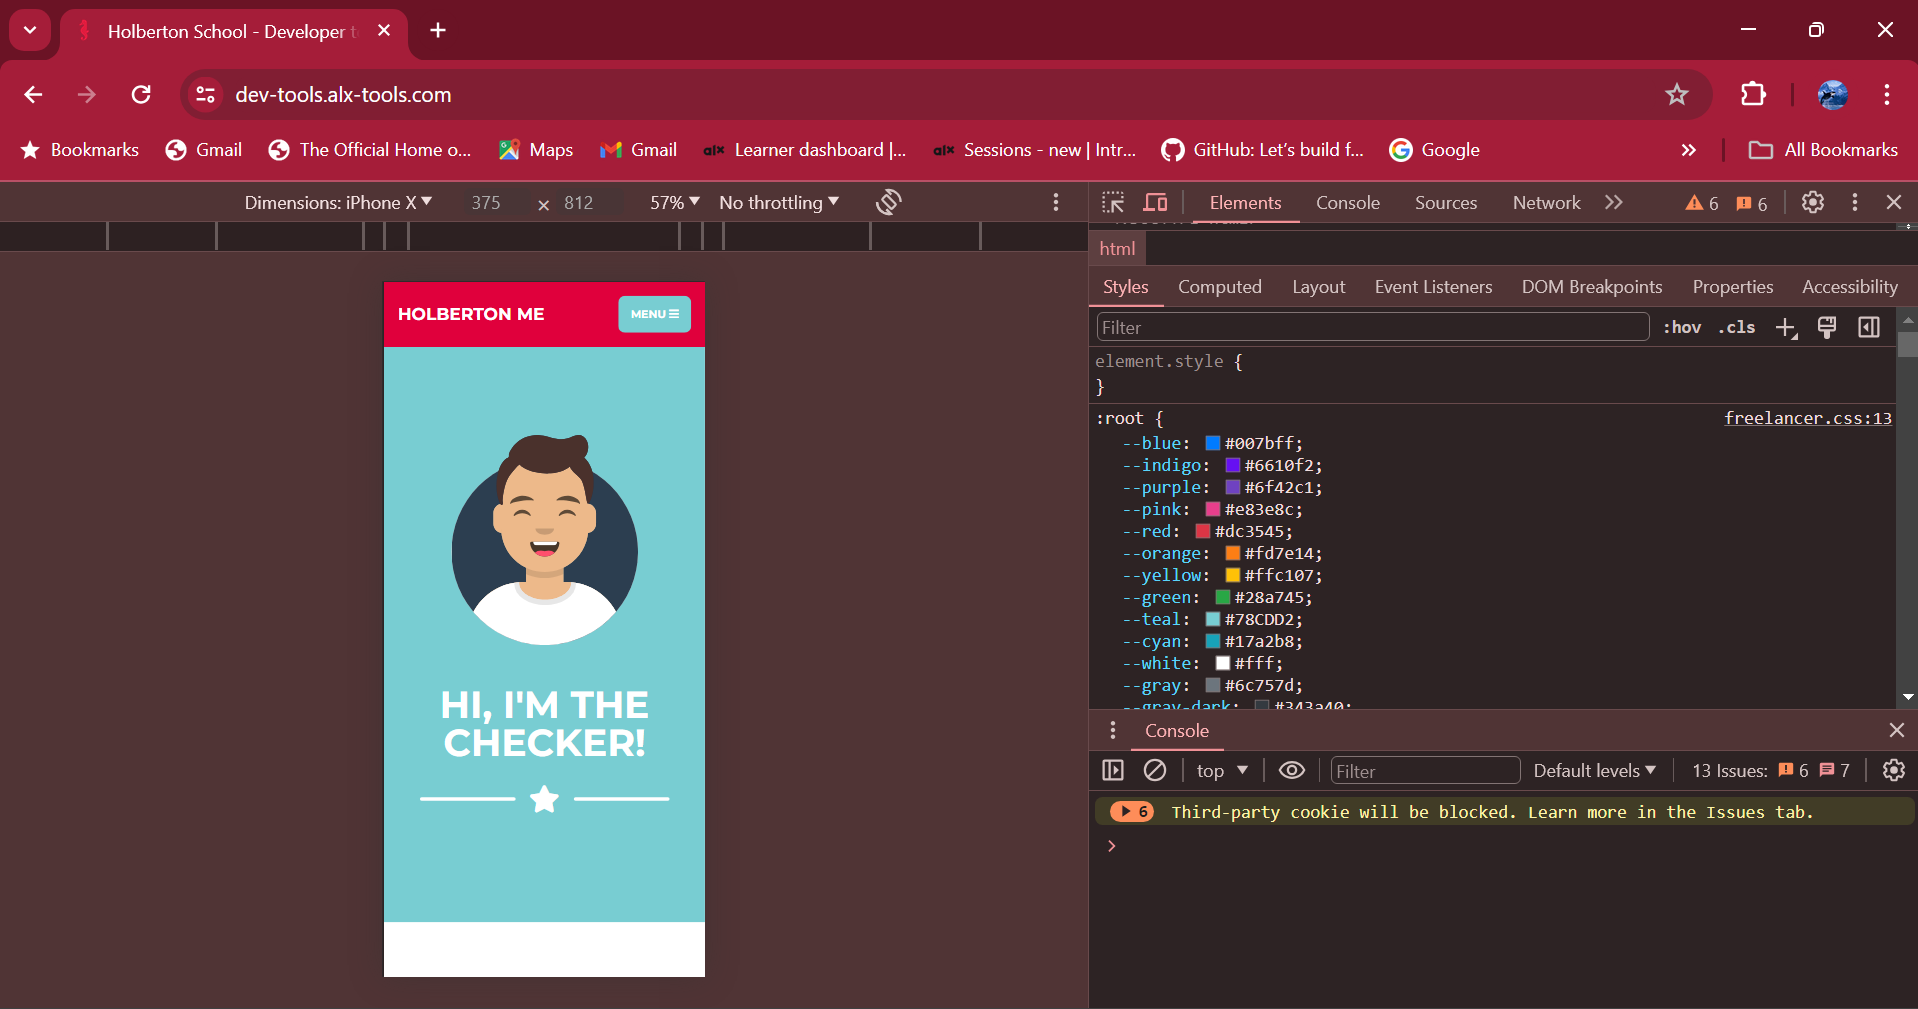 Holberton School - Developer t
dev-tools.alx-tools.com
Bookmarks Gmail The Official Home o... Maps Gmail alx Learner dashboard |... alx Sessions - new | Intr... GitHub: Let's build f... Google » All Bookmarks
Dimensions: iPhone X 375 × 812 57% No throttling
Elements Console Sources Network 6 6
html
Styles Computed Layout Event Listeners DOM Breakpoints Properties Accessibility
Filter :hov .cls
element.style {
}
:root { freelancer.css:13
--blue: #007bff;
--indigo: #6610f2;
--purple: #6f42c1;
--pink: #e83e8c;
--red: #dc3545;
--orange: #fd7e14;
--yellow: #ffc107;
--green: #28a745;
--teal: #78CDD2;
--cyan: #17a2b8;
--white: #fff;
--gray: #6c757d;
--gray-dark: #343a40;
Console
top Filter Default levels 13 Issues: 6 7
6 Third-party cookie will be blocked. Learn more in the Issues tab.
HOLBERTON ME MENU
HI, I'M THE
CHECKER!